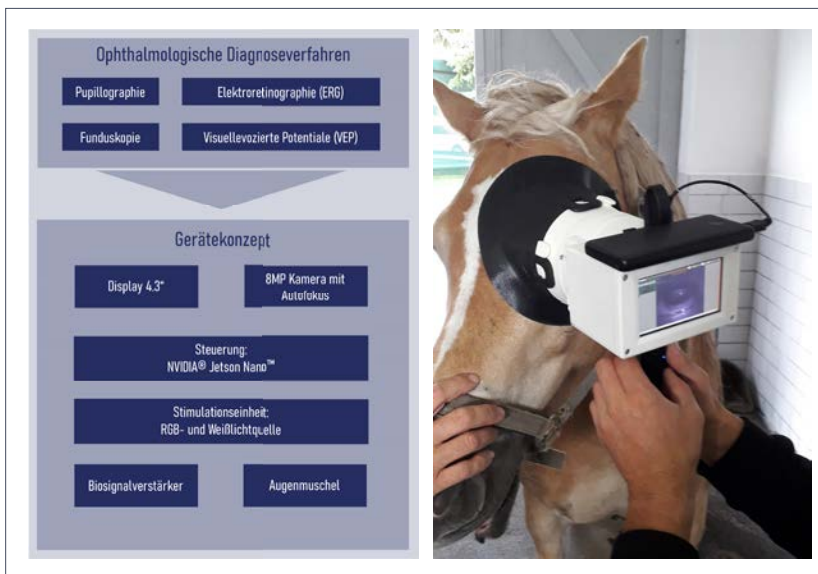 Ophthalmologische Diagnoseverfahren
Pupillographie
Elektroretinographie (ERG)
Funduskopie
Visuellevozierte Potentiale (VEP)
Gerätekonzept
Display 4.3"
8MP Kamera mit
Autofokus
Steuerung:
NVIDIA® Jetson Nano™
Stimulationseinheit:
RGB- und Weißlichtquelle
Biosignalverstärker
Augenmuschel